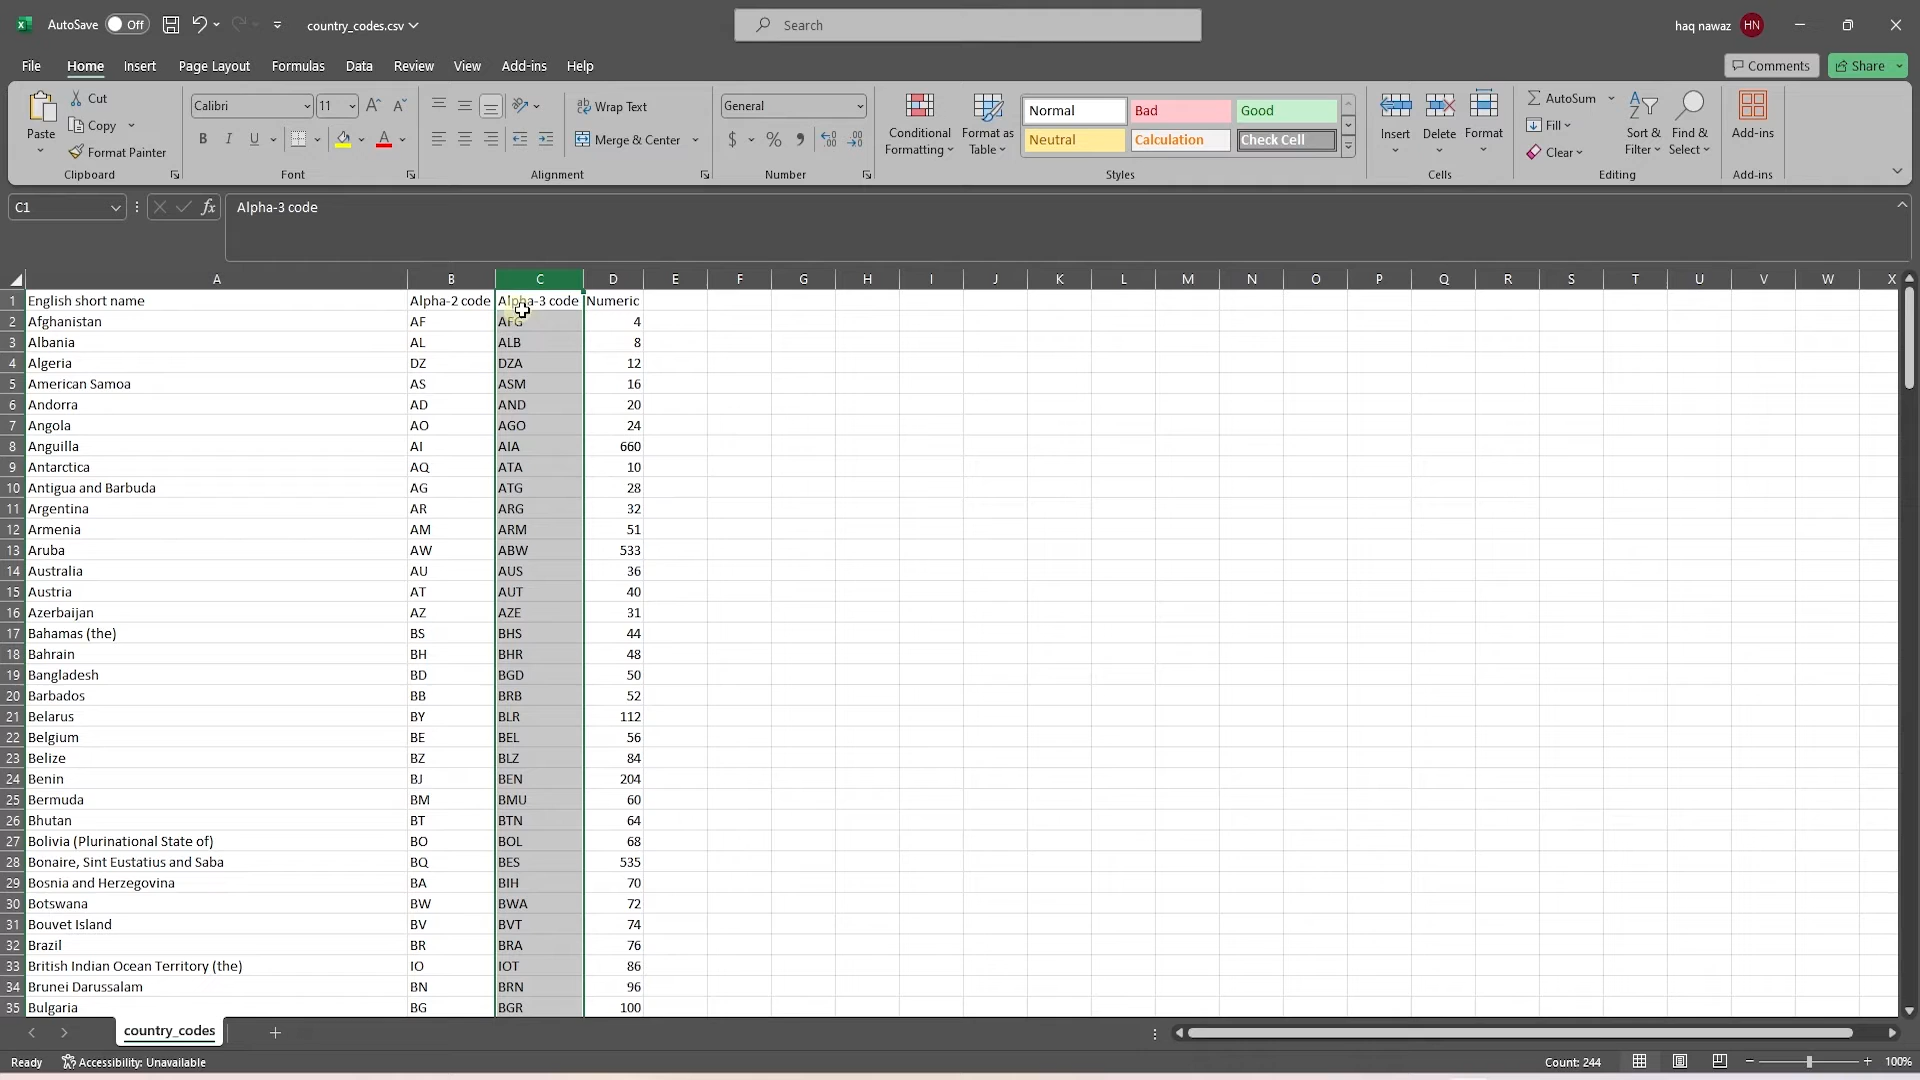 AutoSave Off country_codes.csv Search haq nawaz HN
File Home Insert Page Layout Formulas Data Review View Add-ins Help Comments Share
Paste Cut Copy Format Painter Clipboard
Calibri 11 B I U A Font
Wrap Text Merge & Center Alignment
General $ % Number
Conditional Formatting Format as Table Normal Bad Good Neutral Calculation Check Cell Styles
Insert Delete Format Cells
AutoSum Fill Clear Sort & Filter Find & Select Editing
Add-ins Add-ins
C1 fx Alpha-3 code
A B C D E F G H I J K L M N O P Q R S T U V W X
1 English short name Alpha-2 code Alpha-3 code Numeric
2 Afghanistan AF AFG 4
3 Albania AL ALB 8
4 Algeria DZ DZA 12
5 American Samoa AS ASM 16
6 Andorra AD AND 20
7 Angola AO AGO 24
8 Anguilla AI AIA 660
9 Antarctica AQ ATA 10
10 Antigua and Barbuda AG ATG 28
11 Argentina AR ARG 32
12 Armenia AM ARM 51
13 Aruba AW ABW 533
14 Australia AU AUS 36
15 Austria AT AUT 40
16 Azerbaijan AZ AZE 31
17 Bahamas (the) BS BHS 44
18 Bahrain BH BHR 48
19 Bangladesh BD BGD 50
20 Barbados BB BRB 52
21 Belarus BY BLR 112
22 Belgium BE BEL 56
23 Belize BZ BLZ 84
24 Benin BJ BEN 204
25 Bermuda BM BMU 60
26 Bhutan BT BTN 64
27 Bolivia (Plurinational State of) BO BOL 68
28 Bonaire, Sint Eustatius and Saba BQ BES 535
29 Bosnia and Herzegovina BA BIH 70
30 Botswana BW BWA 72
31 Bouvet Island BV BVT 74
32 Brazil BR BRA 76
33 British Indian Ocean Territory (the) IO IOT 86
34 Brunei Darussalam BN BRN 96
35 Bulgaria BG BGR 100
country_codes
Ready Accessibility: Unavailable Count: 244 100%